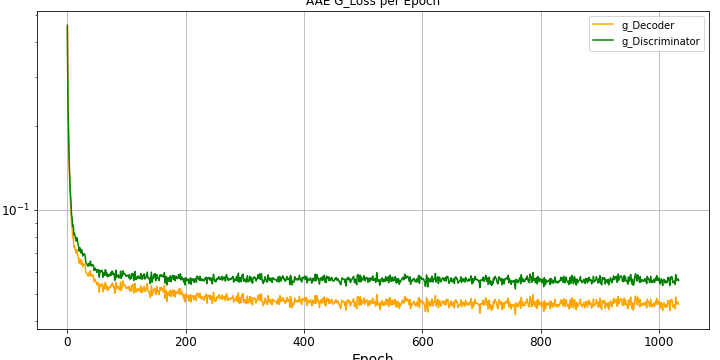 AAE G_Loss per Epoch
g_Decoder
g_Discriminator
10⁻¹
0 200 400 600 800 1000
Epoch